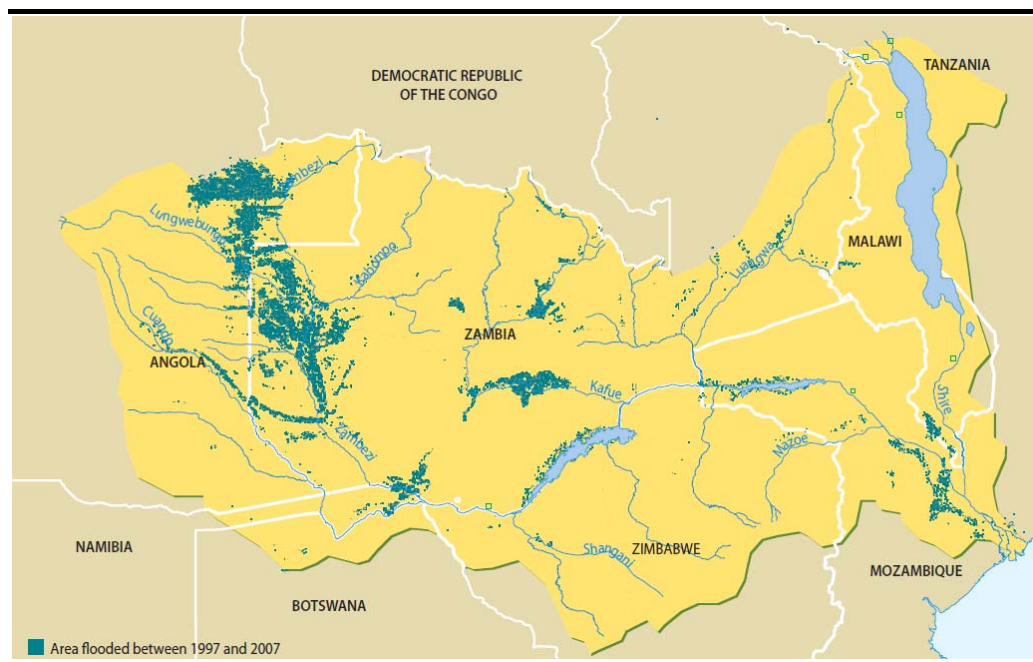 DEMOCRATIC REPUBLIC
OF THE CONGO
TANZANIA
Zambezi
Lungwebungo
Kabompo
Luangwa
MALAWI
Cuando
ANGOLA
ZAMBIA
Kafue
Shire
Zambezi
Mazoe
NAMIBIA
Shangani
ZIMBABWE
MOZAMBIQUE
BOTSWANA
Area flooded between 1997 and 2007